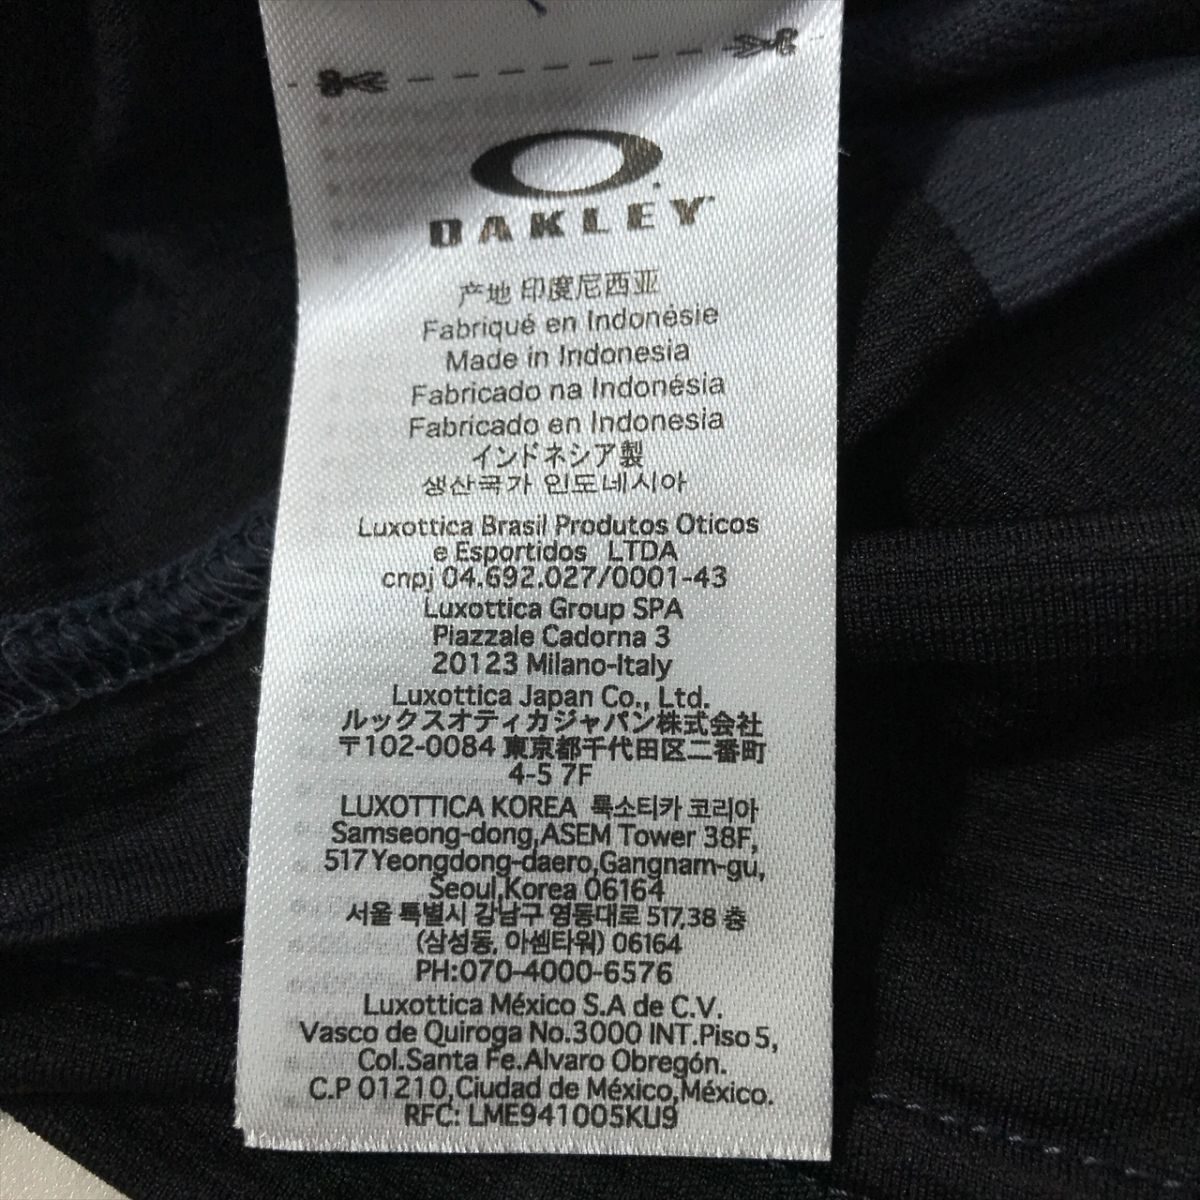 OAKLEY
产地 印度尼西亚
Fabriqué en Indonésie
Made in Indonesia
Fabricado na Indonésia
Fabricado en Indonesia
インドネシア製
생산국가 인도네시아
Luxottica Brasil Produtos Oticos
e Esportidos LTDA
cnpj 04.692.027/0001-43
Luxottica Group SPA
Piazzale Cadorna 3
20123 Milano-Italy
Luxottica Japan Co., Ltd.
ルックスオティカジャパン株式会社
〒102-0084 東京都千代田区二番町
4-5 7F
LUXOTTICA KOREA 룩소티카 코리아
Samseong-dong,ASEM Tower 38F,
517 Yeongdong-daero,Gangnam-gu,
Seoul,Korea 06164
서울 특별시 강남구 영동대로 517,38 층
(삼성동, 아셈타워) 06164
PH:070-4000-6576
Luxottica México S.A de C.V.
Vasco de Quiroga No.3000 INT.Piso 5,
Col.Santa Fe.Alvaro Obregón.
C.P 01210,Ciudad de México,México.
RFC: LME941005KU9